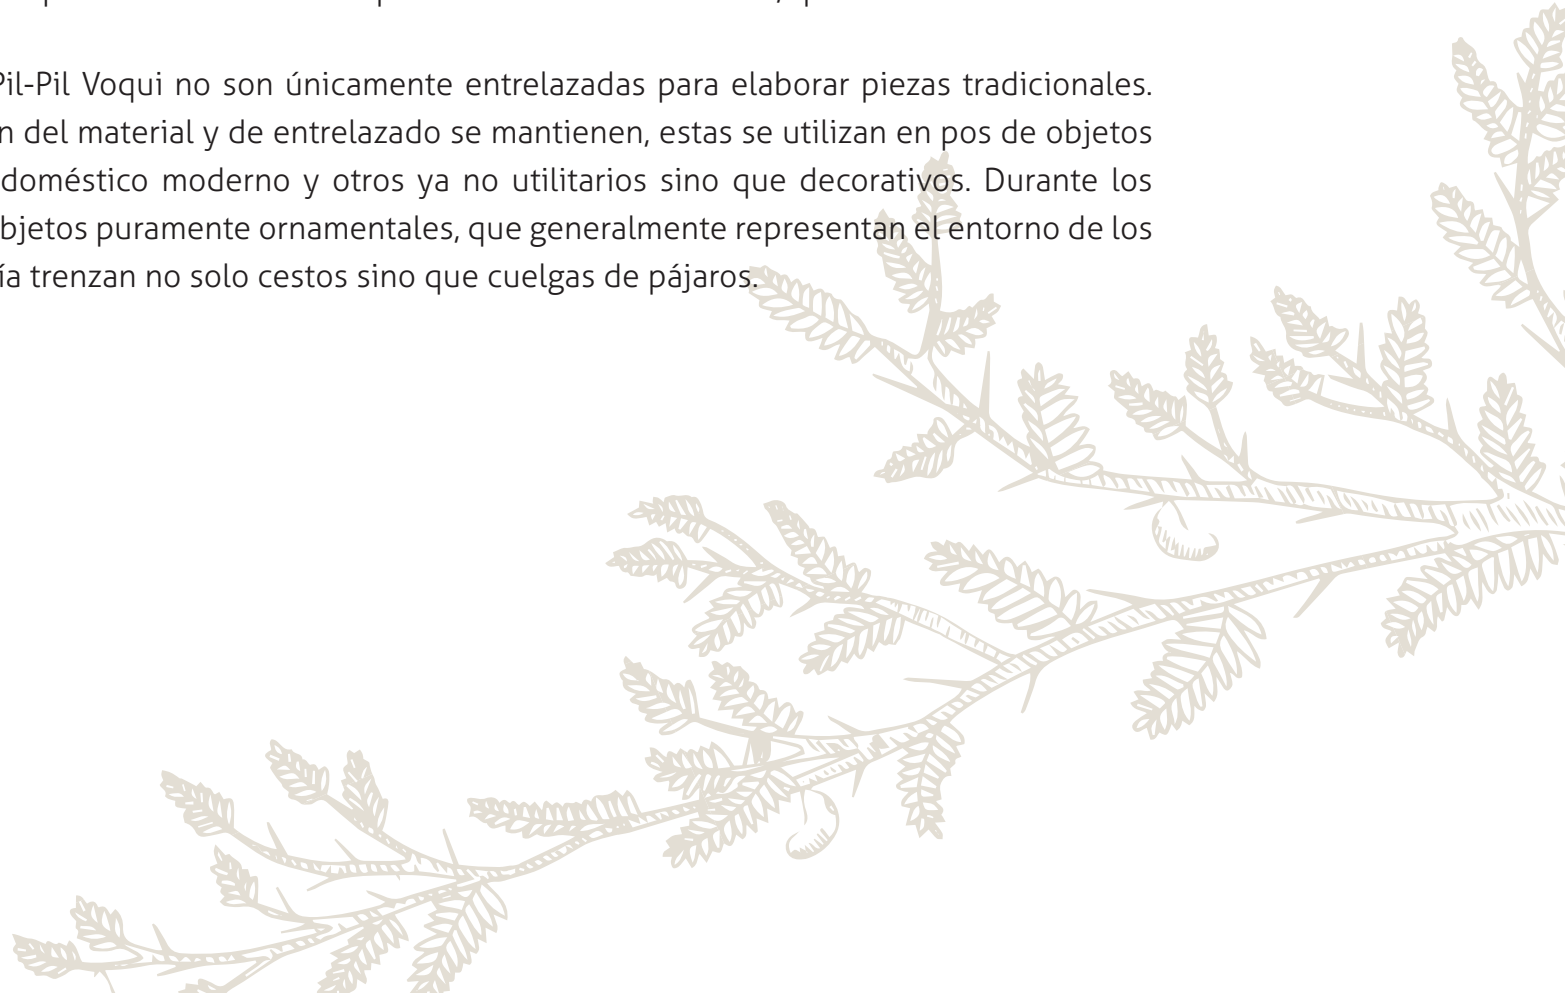 Pil-Pil Voqui no son únicamente entrelazadas para elaborar piezas tradicionales.
n del material y de entrelazado se mantienen, estas se utilizan en pos de objetos
doméstico moderno y otros ya no utilitarios sino que decorativos. Durante los
bjetos puramente ornamentales, que generalmente representan el entorno de los
ía trenzan no solo cestos sino que cuelgas de pájaros.